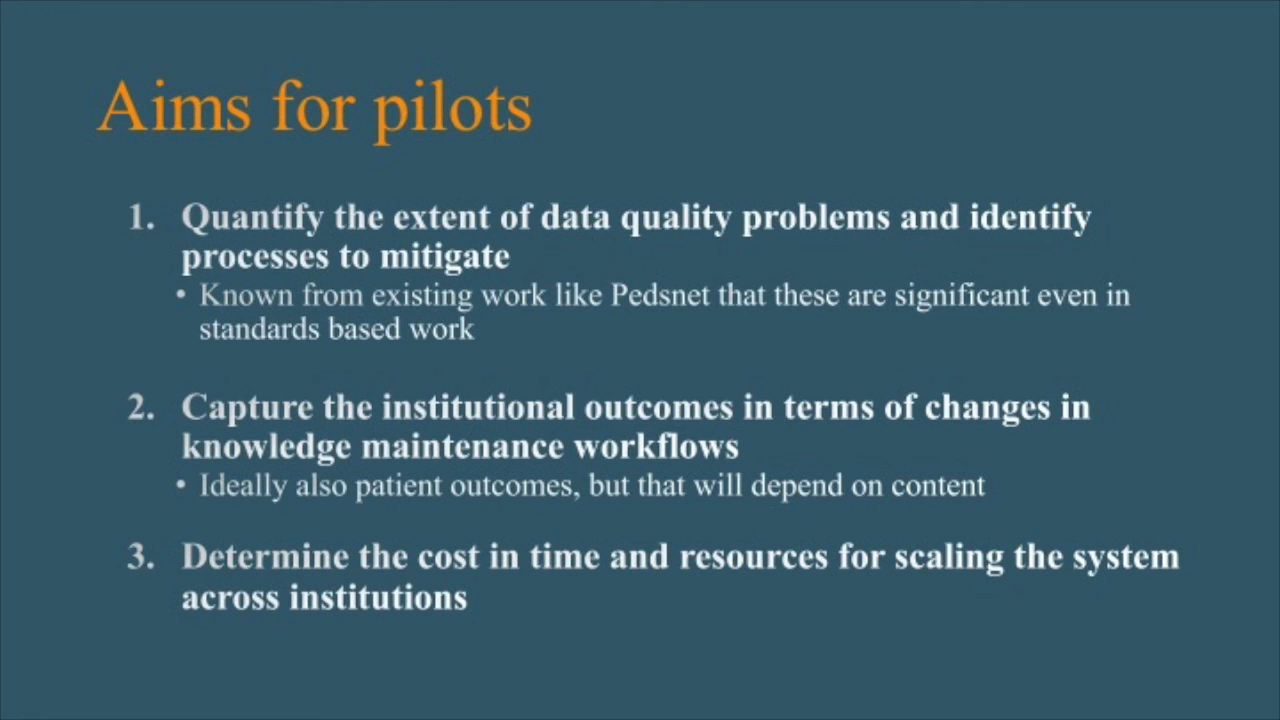 Aims for pilots
1. Quantify the extent of data quality problems and identify
processes to mitigate
• Known from existing work like Pedsnet that these are significant even in
standards based work
2. Capture the institutional outcomes in terms of changes in
knowledge maintenance workflows
• Ideally also patient outcomes, but that will depend on content
3. Determine the cost in time and resources for scaling the system
across institutions